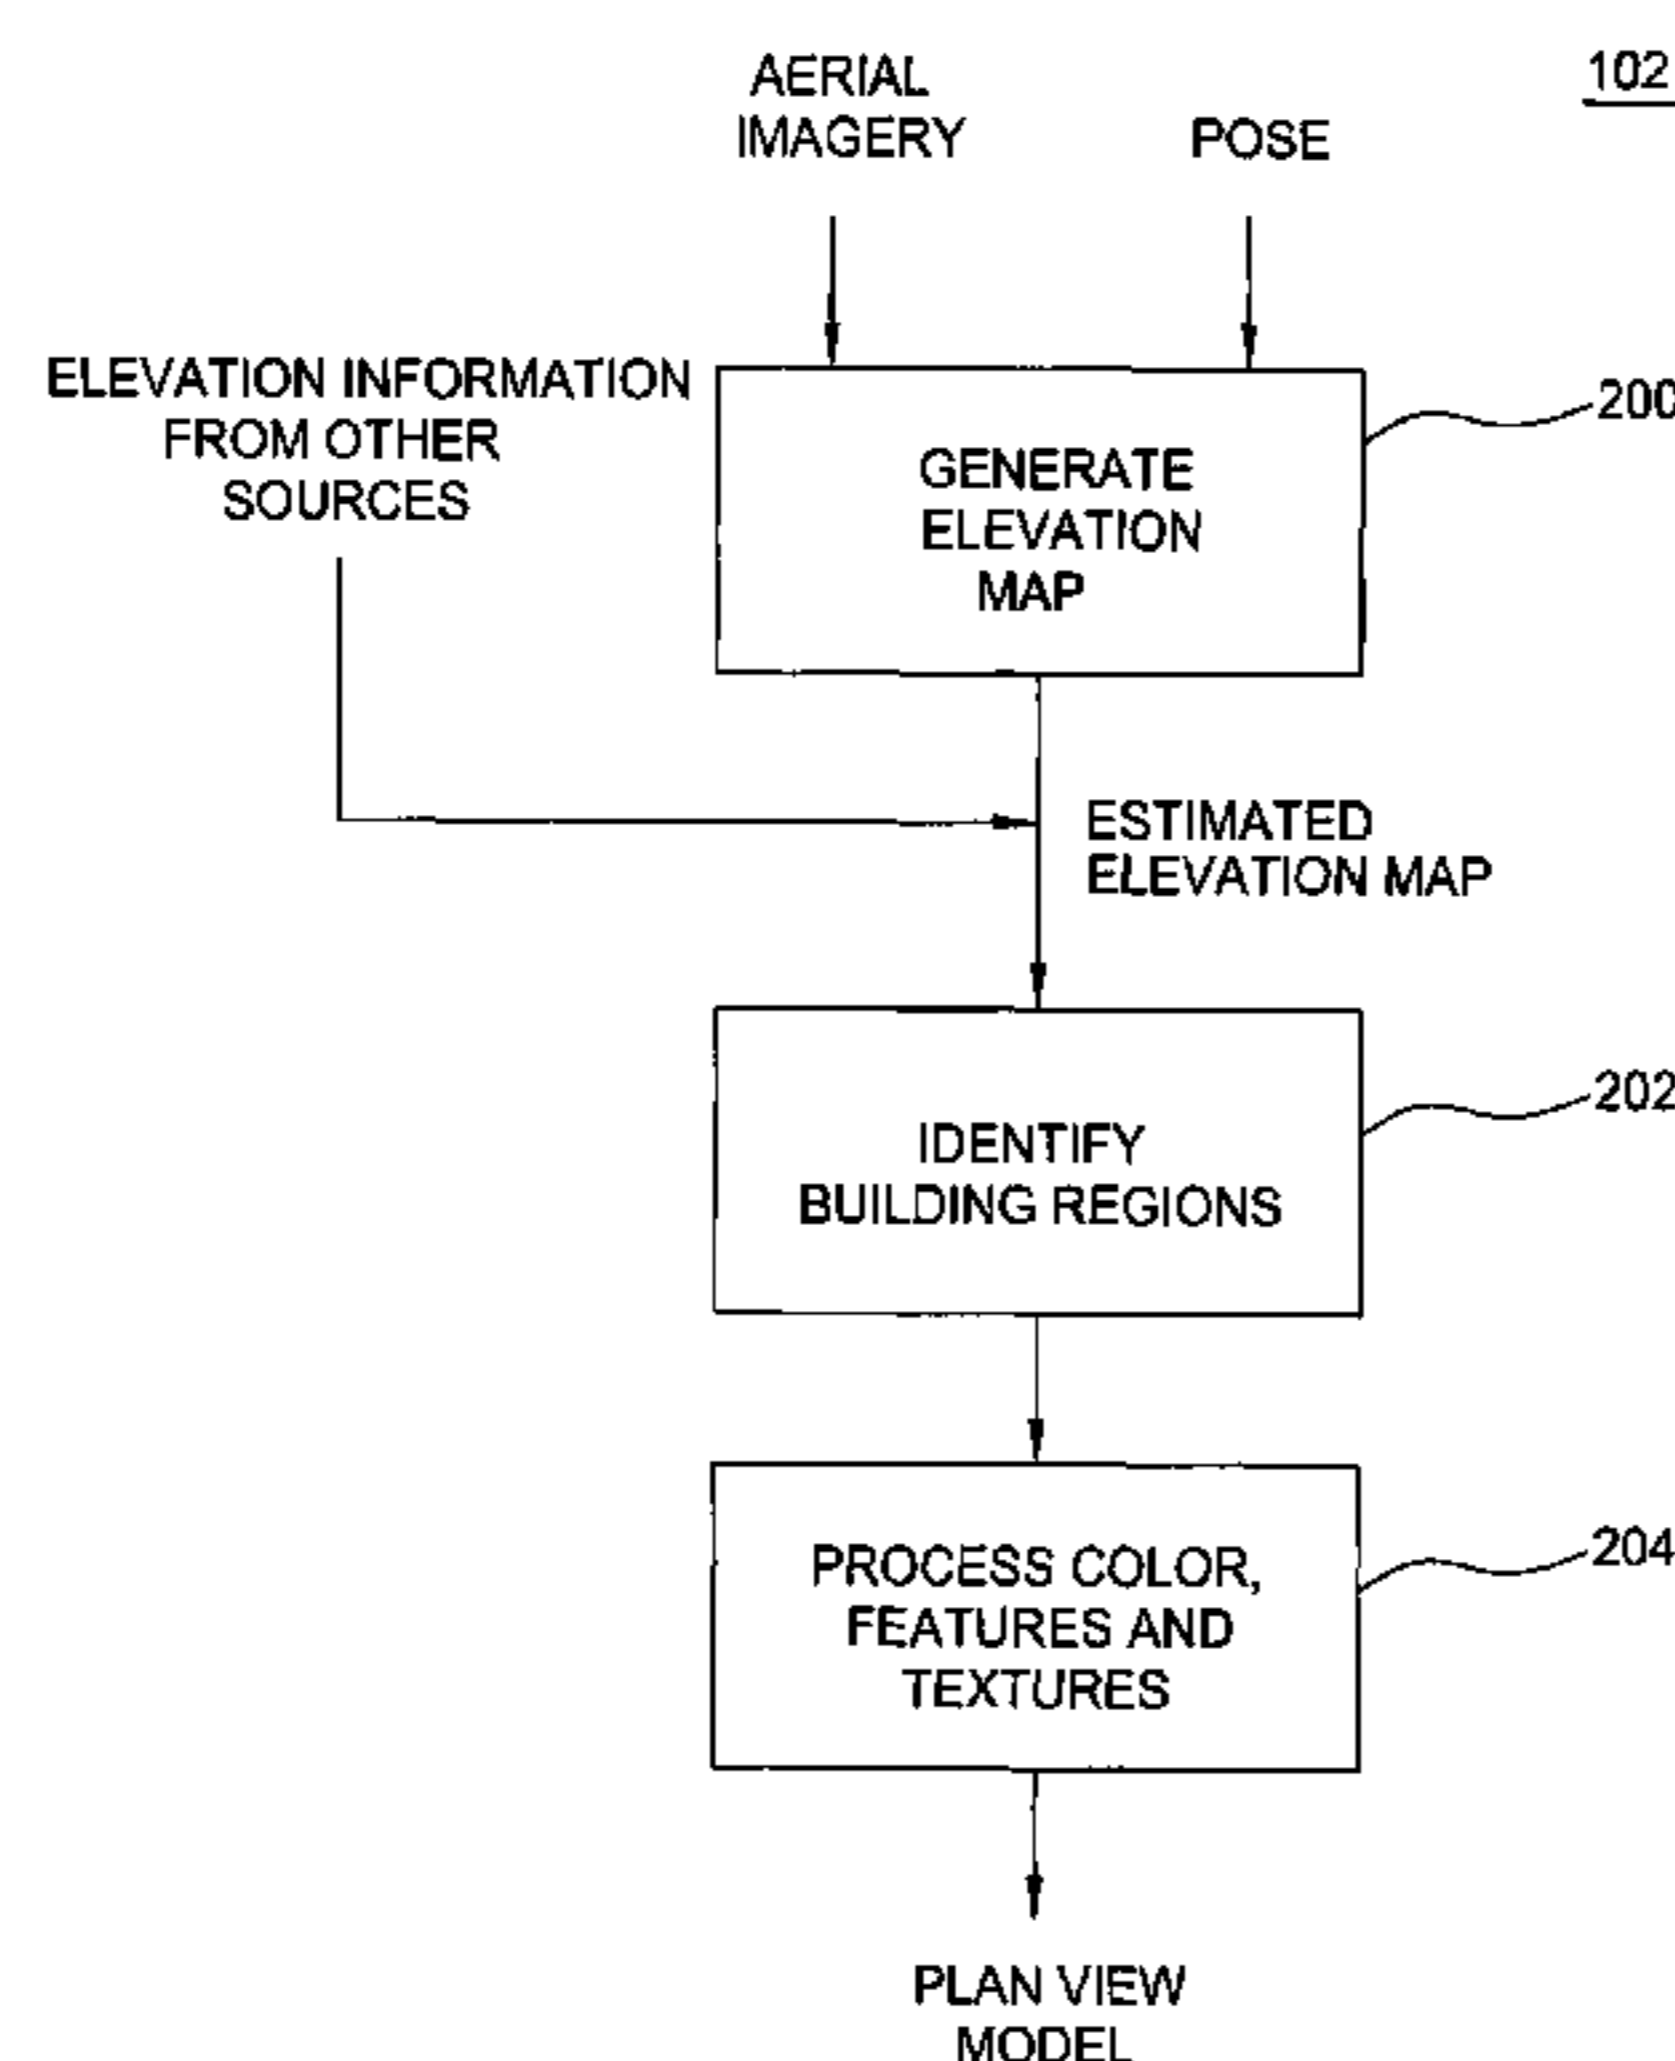 AERIAL
IMAGERY
POSE
102
ELEVATION INFORMATION
FROM OTHER
SOURCES
GENERATE
ELEVATION
MAP
200
ESTIMATED
ELEVATION MAP
IDENTIFY
BUILDING REGIONS
202
PROCESS COLOR,
FEATURES AND
TEXTURES
204
PLAN VIEW
MODEL